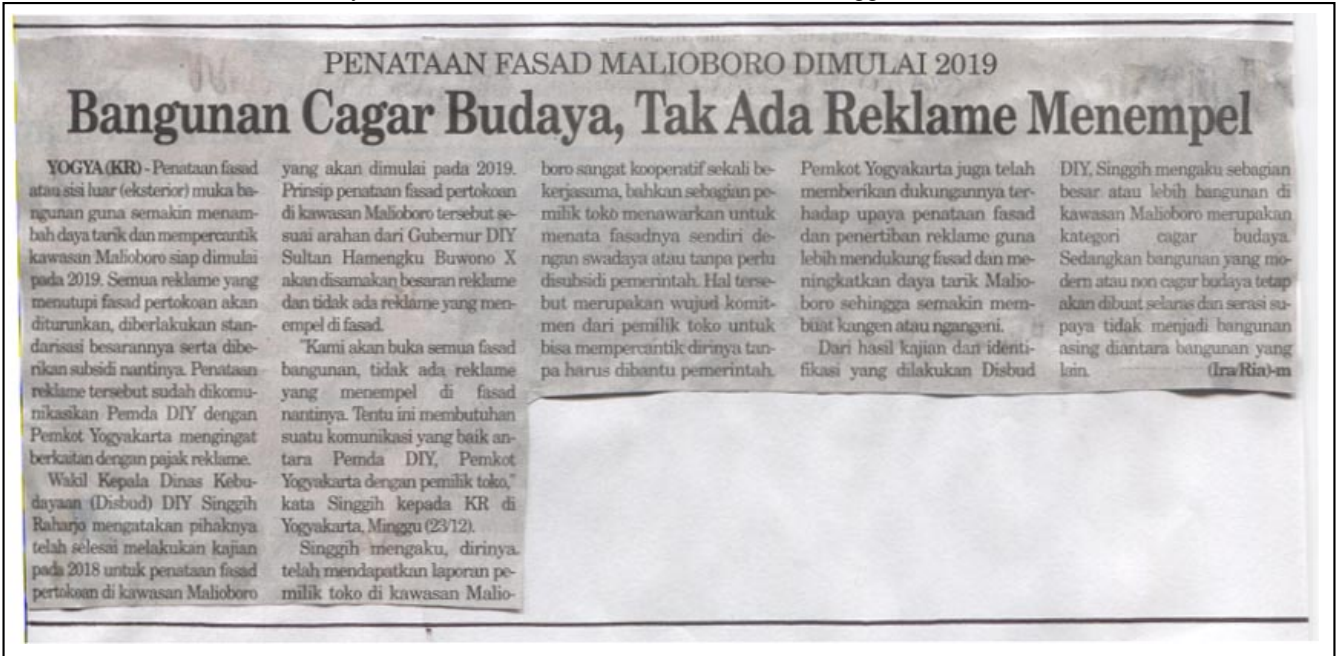 PENATAAN FASAD MALIOBORO DIMULAI 2019
Bangunan Cagar Budaya, Tak Ada Reklame Menempel
YOGYA (KR) - Penataan fasad
atau sisi luar (eksterior) muka ba-
ngunan guna semakin menam-
bah daya tarik dan mempercantik
kawasan Malioboro siap dimulai
pada 2019. Semua reklame yang
menutupi fasad pertokoan akan
diturunkan, diberlakukan stan-
darisasi besarannya serta dibe-
rikan subsidi nantinya. Penataan
reklame tersebut sudah dikomu-
nikasikan Pemda DIY dengan
Pemkot Yogyakarta mengingat
berkaitan dengan pajak reklame.
Wakil Kepala Dinas Kebu-
dayaan (Disbud) DIY Singgih
Raharjo mengatakan pihaknya
telah selesai melakukan kajian
pada 2018 untuk penataan fasad
pertokoan di kawasan Malioboro
yang akan dimulai pada 2019.
Prinsip penataan fasad pertokoan
di kawasan Malioboro tersebut se-
suai arahan dari Gubernur DIY
Sultan Hamengku Buwono X
akan disamakan besaran reklame
dan tidak ada reklame yang men-
empel di fasad.
"Kami akan buka semua fasad
bangunan, tidak ada reklame
yang menempel di fasad
nantinya. Tentu ini membutuhan
suatu komunikasi yang baik an-
tara Pemda DIY, Pemkot
Yogyakarta dengan pemilik toko,"
kata Singgih kepada KR di
Yogyakarta, Minggu (23/12).
Singgih mengaku, dirinya
telah mendapatkan laporan pe-
milik toko di kawasan Malio-
boro sangat kooperatif sekali be-
kerjasama, bahkan sebagian pe-
milik toko menawarkan untuk
menata fasadnya sendiri de-
ngan swadaya atau tanpa perlu
disubsidi pemerintah. Hal terse-
but merupakan wujud komit-
men dari pemilik toko untuk
bisa mempercantik dirinya tan-
pa harus dibantu pemerintah.
Pemkot Yogyakarta juga telah
memberikan dukungannya ter-
hadap upaya penataan fasad
dan penertiban reklame guna
lebih mendukung fasad dan me-
ningkatkan daya tarik Malio-
boro sehingga semakin mem-
buat kangen atau ngangeni.
Dari hasil kajian dan identi-
fikasi yang dilakukan Disbud
DIY, Singgih mengaku sebagian
besar atau lebih bangunan di
kawasan Malioboro merupakan
kategori cagar budaya.
Sedangkan bangunan yang mo-
dern atau non cagar budaya tetap
akan dibuat selaras dan serasi su-
paya tidak menjadi bangunan
asing diantara bangunan yang
lain. (Ira/Ria)-m